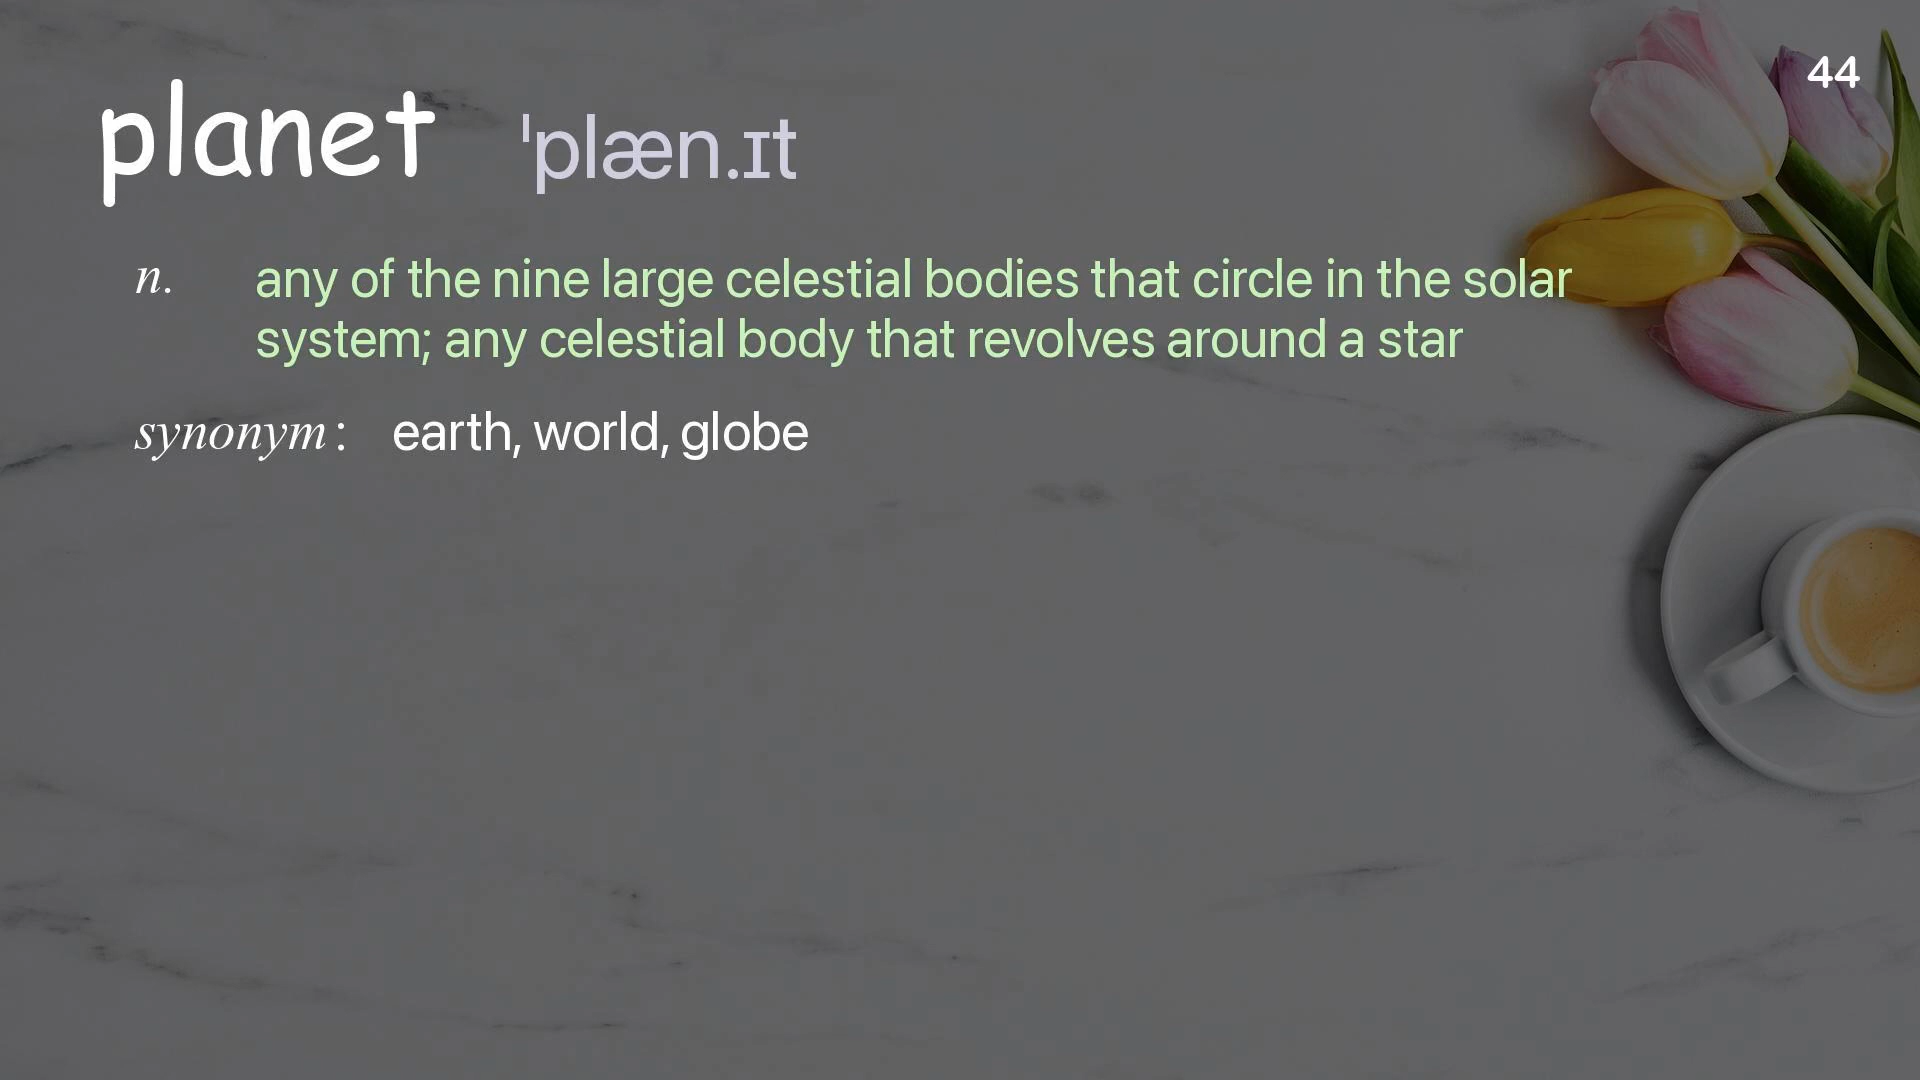 44
planet ˈplæn.ɪt
n. any of the nine large celestial bodies that circle in the solar
system; any celestial body that revolves around a star
synonym: earth, world, globe